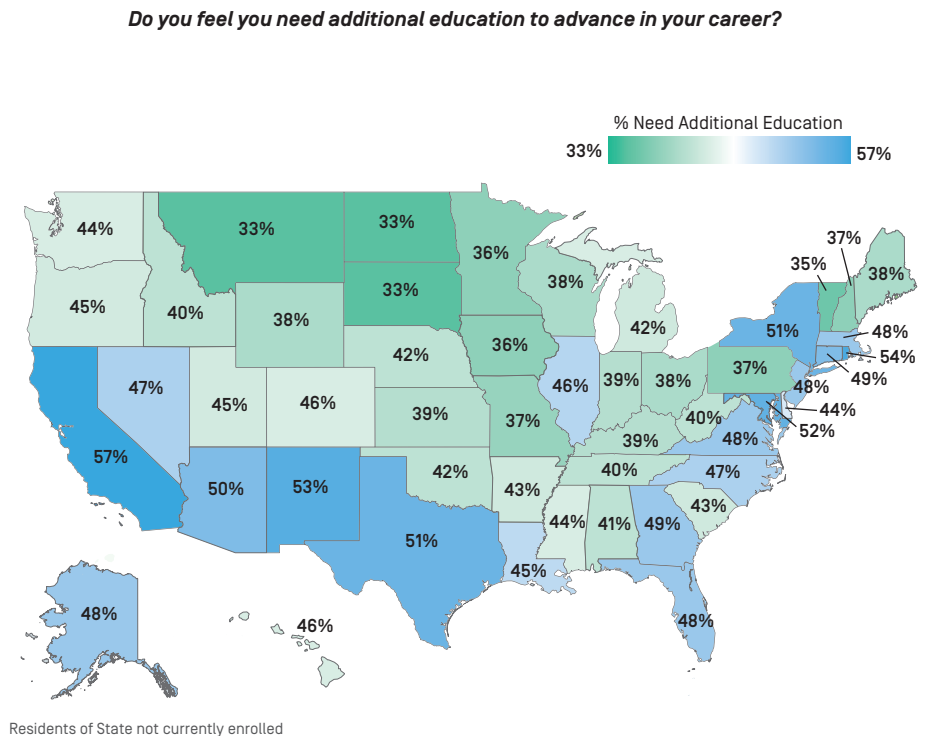 Do you feel you need additional education to advance in your career?
% Need Additional Education
33% 57%
44% 33% 33% 36% 37%
35% 38%
45% 40% 38% 33% 38% 42% 51% 48%
54%
47% 45% 46% 42% 36% 46% 39% 38% 37% 49%
48%
44%
57% 39% 37% 39% 40% 48% 52%
50% 53% 42% 43% 40% 47%
51% 44% 41% 49% 43%
45%
48% 46% 48%
Residents of State not currently enrolled